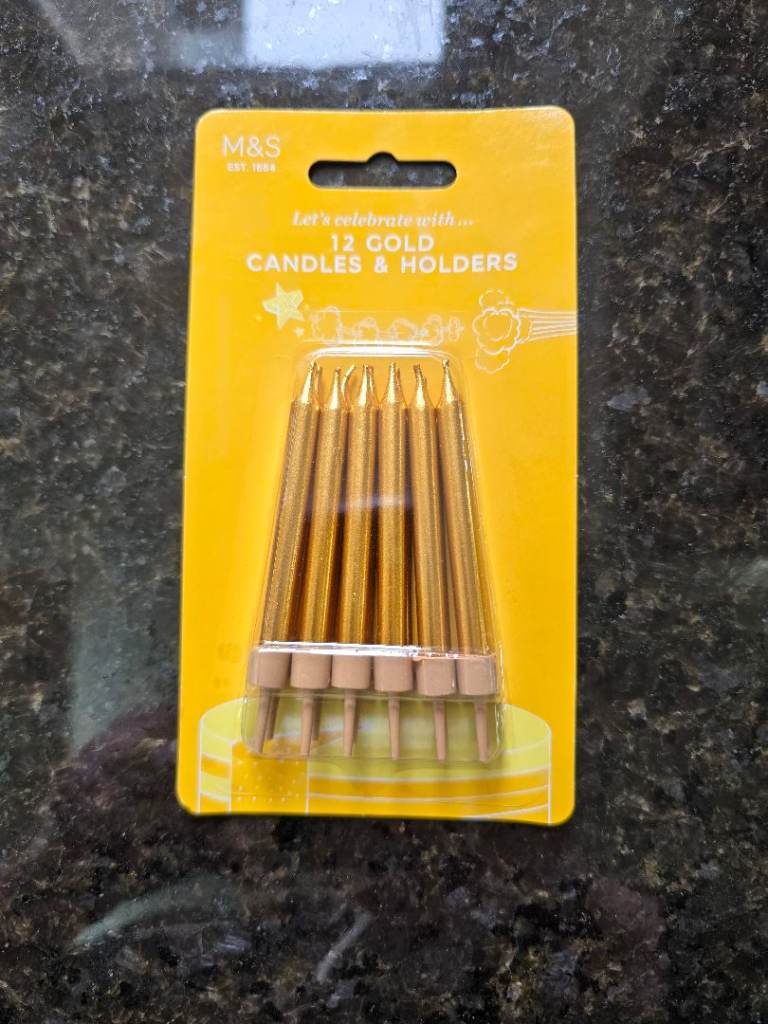 M&S
EST. 1884
Let's celebrate with...
12 GOLD
CANDLES & HOLDERS